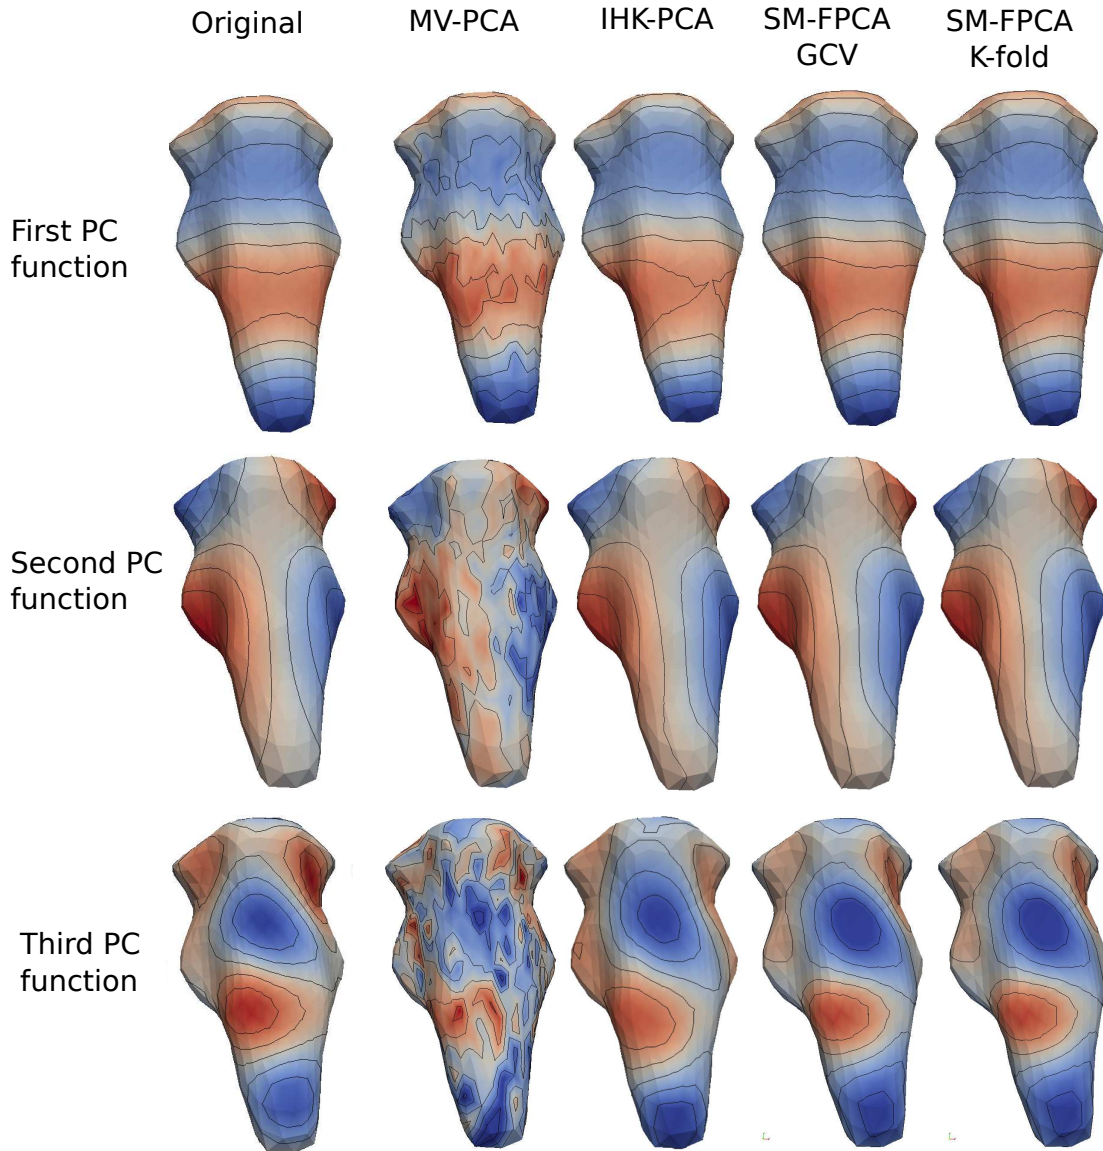 Original
MV-PCA
IHK-PCA
SM-FPCA
GCV
SM-FPCA
K-fold
First PC
function
Second PC
function
Third PC
function